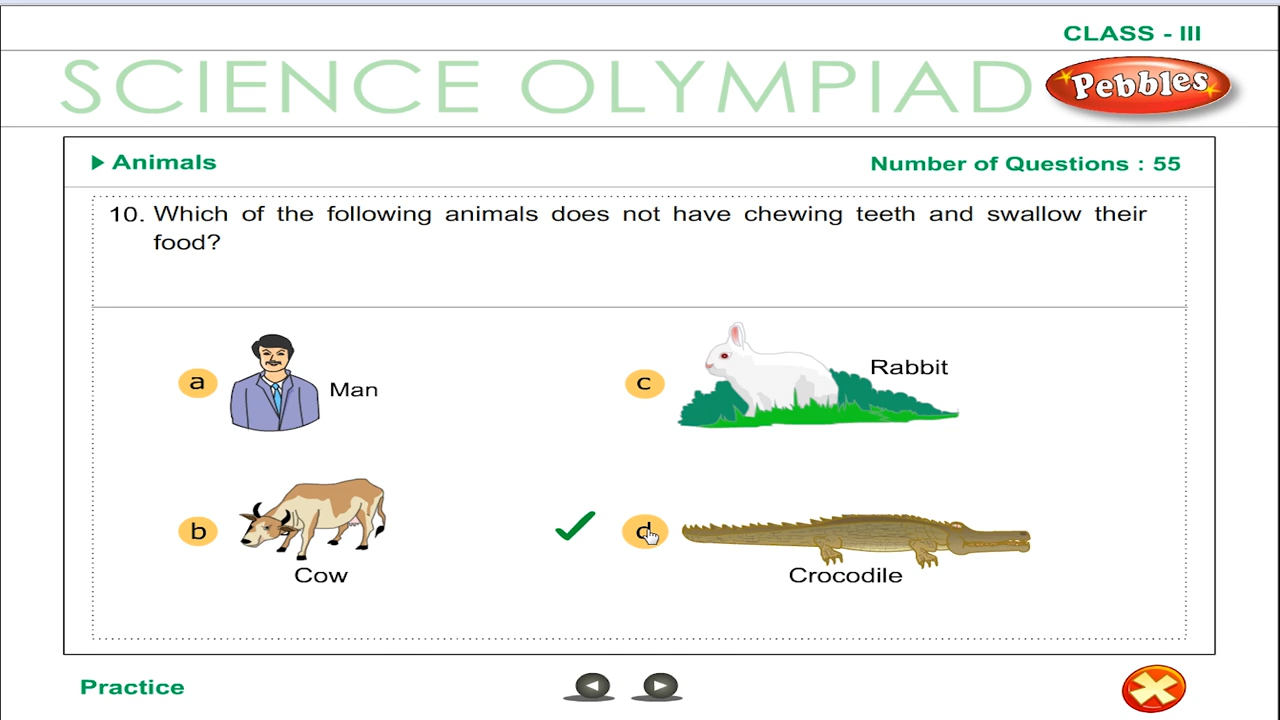 CLASS - III
SCIENCE OLYMPIAD
Pebbles
Animals
Number of Questions : 55
10. Which of the following animals does not have chewing teeth and swallow their
food?
a
Man
c
Rabbit
b
Cow
d
Crocodile
Practice